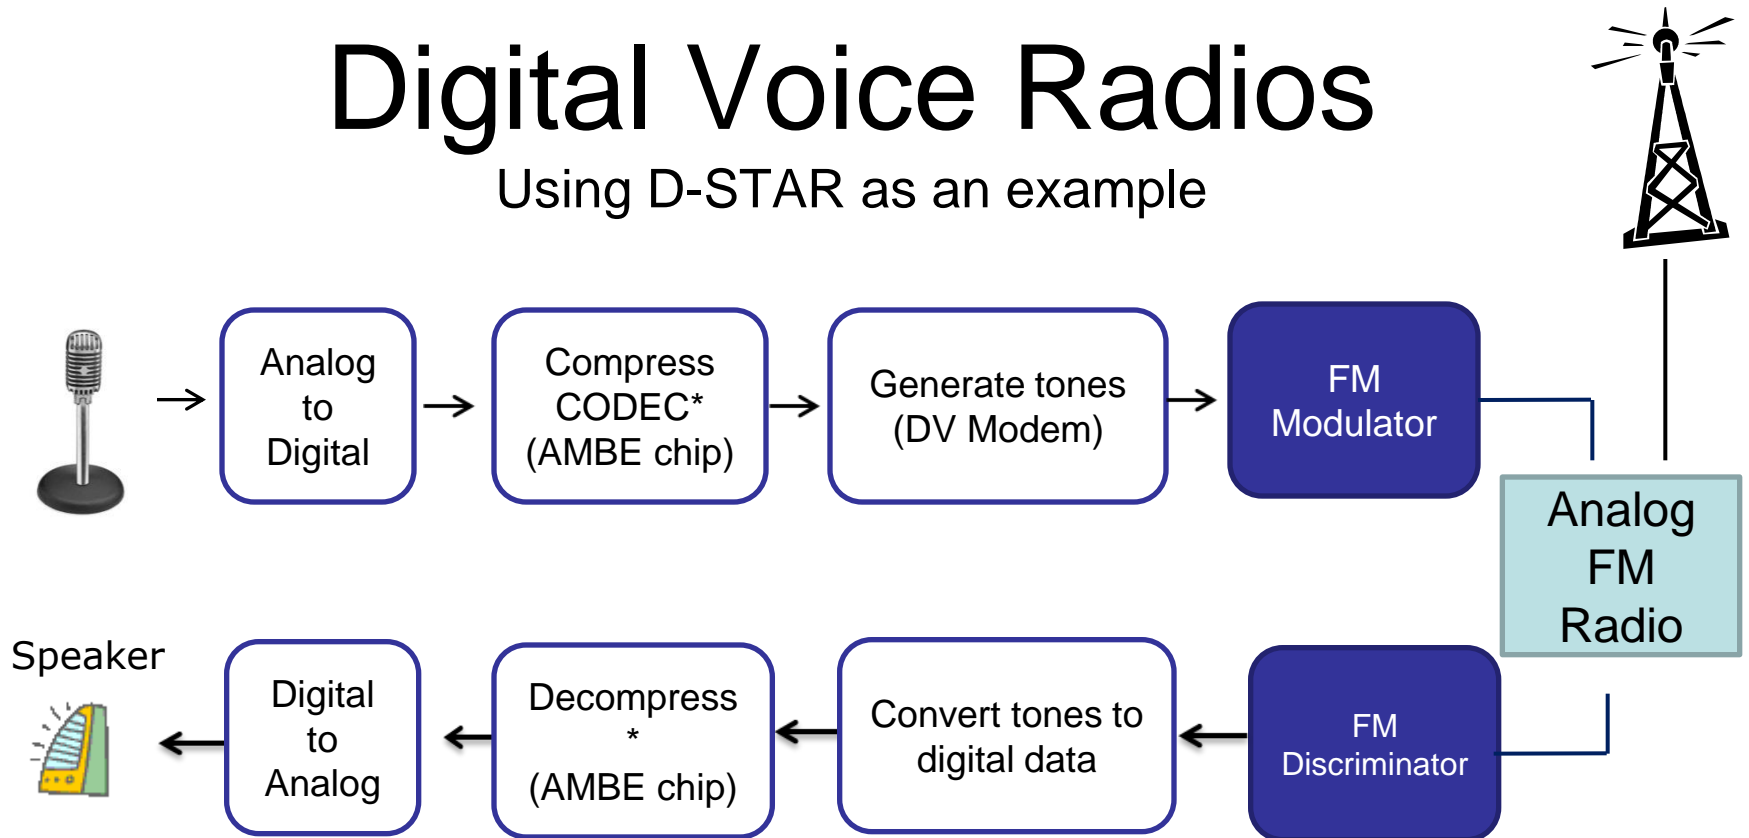 Digital Voice Radios
Using D-STAR as an example
Analog
to
Digital
Compress
CODEC*
(AMBE chip)
Generate tones
(DV Modem)
FM
Modulator
Analog
FM
Radio
Speaker
Digital
to
Analog
Decompress
*
(AMBE chip)
Convert tones to
digital data
FM
Discriminator